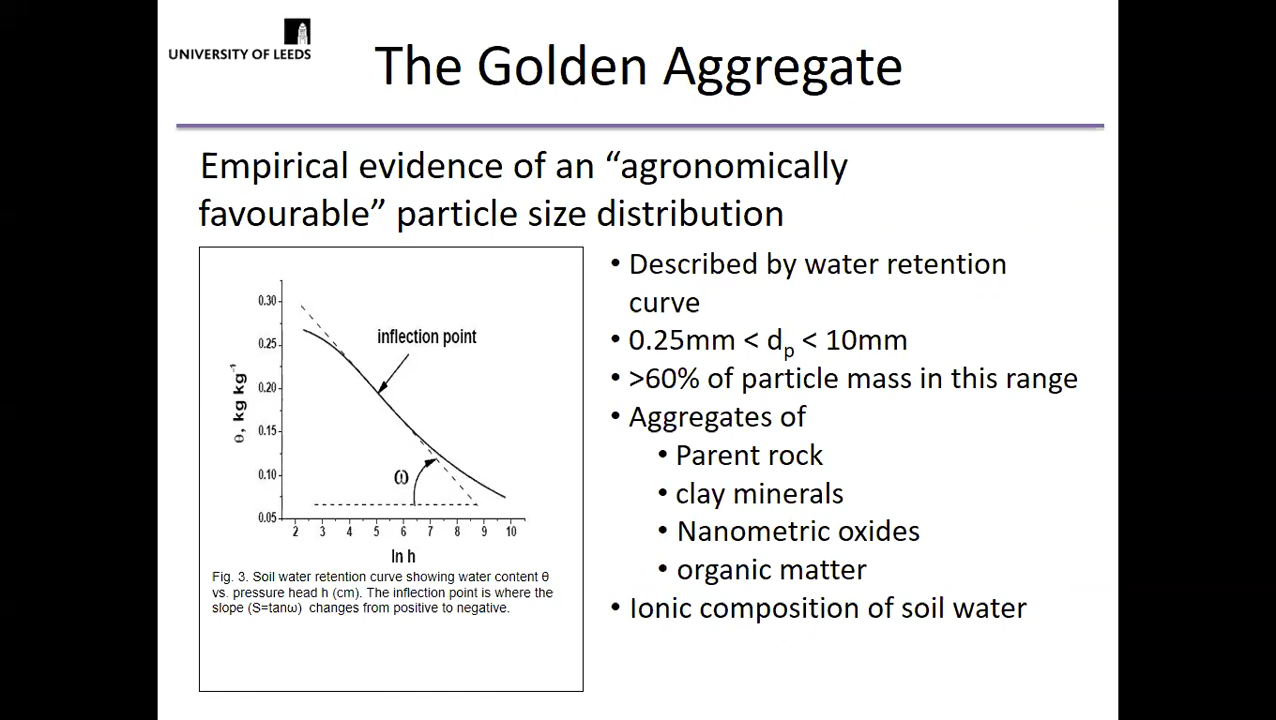 UNIVERSITY OF LEEDS
The Golden Aggregate
Empirical evidence of an “agronomically
favourable” particle size distribution
0.30
0.25
0.20
0.15
0.10
0.05
θ, kg kg⁻¹
inflection point
ω
2 3 4 5 6 7 8 9 10
ln h
Fig. 3. Soil water retention curve showing water content θ
vs. pressure head h (cm). The inflection point is where the
slope (S=tanω) changes from positive to negative.
• Described by water retention
curve
• 0.25mm < dₚ < 10mm
• >60% of particle mass in this range
• Aggregates of
• Parent rock
• clay minerals
• Nanometric oxides
• organic matter
• Ionic composition of soil water